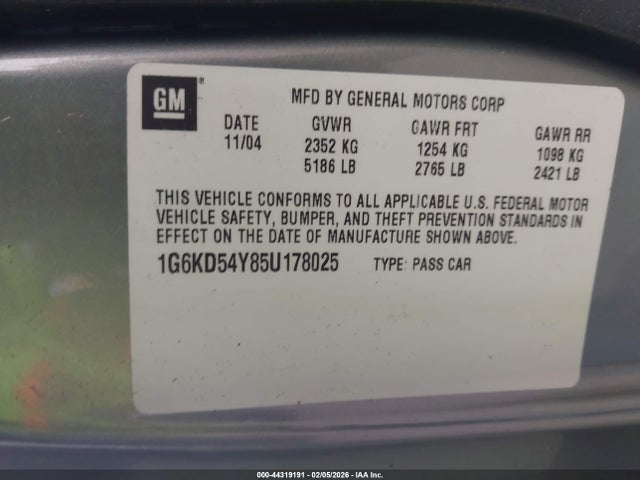 GM ®
MFD BY GENERAL MOTORS CORP
DATE GVWR GAWR FRT GAWR RR
11/04 2352 KG 1254 KG 1098 KG
5186 LB 2765 LB 2421 LB
THIS VEHICLE CONFORMS TO ALL APPLICABLE U.S. FEDERAL MOTOR
VEHICLE SAFETY, BUMPER, AND THEFT PREVENTION STANDARDS IN
EFFECT ON THE DATE OF MANUFACTURE SHOWN ABOVE.
1G6KD54Y85U178025 TYPE: PASS CAR
000-44319191 - 02/05/2026 - IAA Inc.